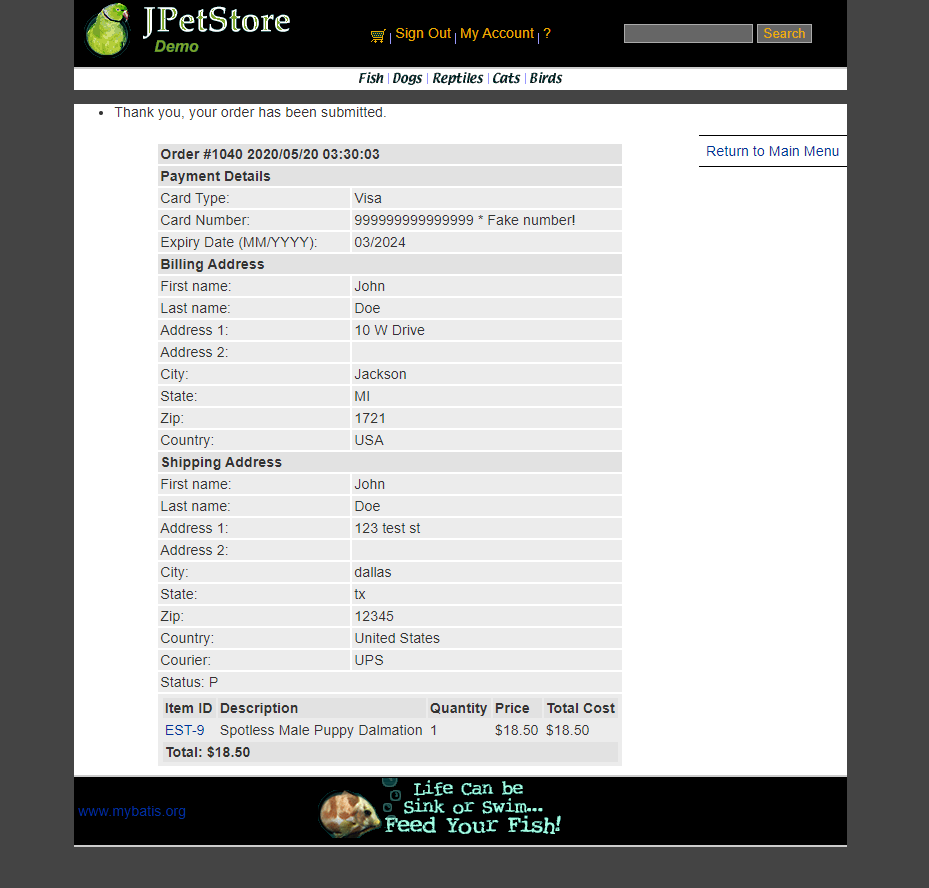 JPetStore
Demo
Sign Out | My Account | ?
Search
Fish | Dogs | Reptiles | Cats | Birds
Thank you, your order has been submitted.
Return to Main Menu
Order #1040 2020/05/20 03:30:03
Payment Details
Card Type: Visa
Card Number: 999999999999999 * Fake number!
Expiry Date (MM/YYYY): 03/2024
Billing Address
First name: John
Last name: Doe
Address 1: 10 W Drive
Address 2:
City: Jackson
State: MI
Zip: 1721
Country: USA
Shipping Address
First name: John
Last name: Doe
Address 1: 123 test st
Address 2:
City: dallas
State: tx
Zip: 12345
Country: United States
Courier: UPS
Status: P
Item ID Description Quantity Price Total Cost
EST-9 Spotless Male Puppy Dalmation 1 $18.50 $18.50
Total: $18.50
www.mybatis.org
Life Can be
Sink or Swim...
Feed Your Fish!